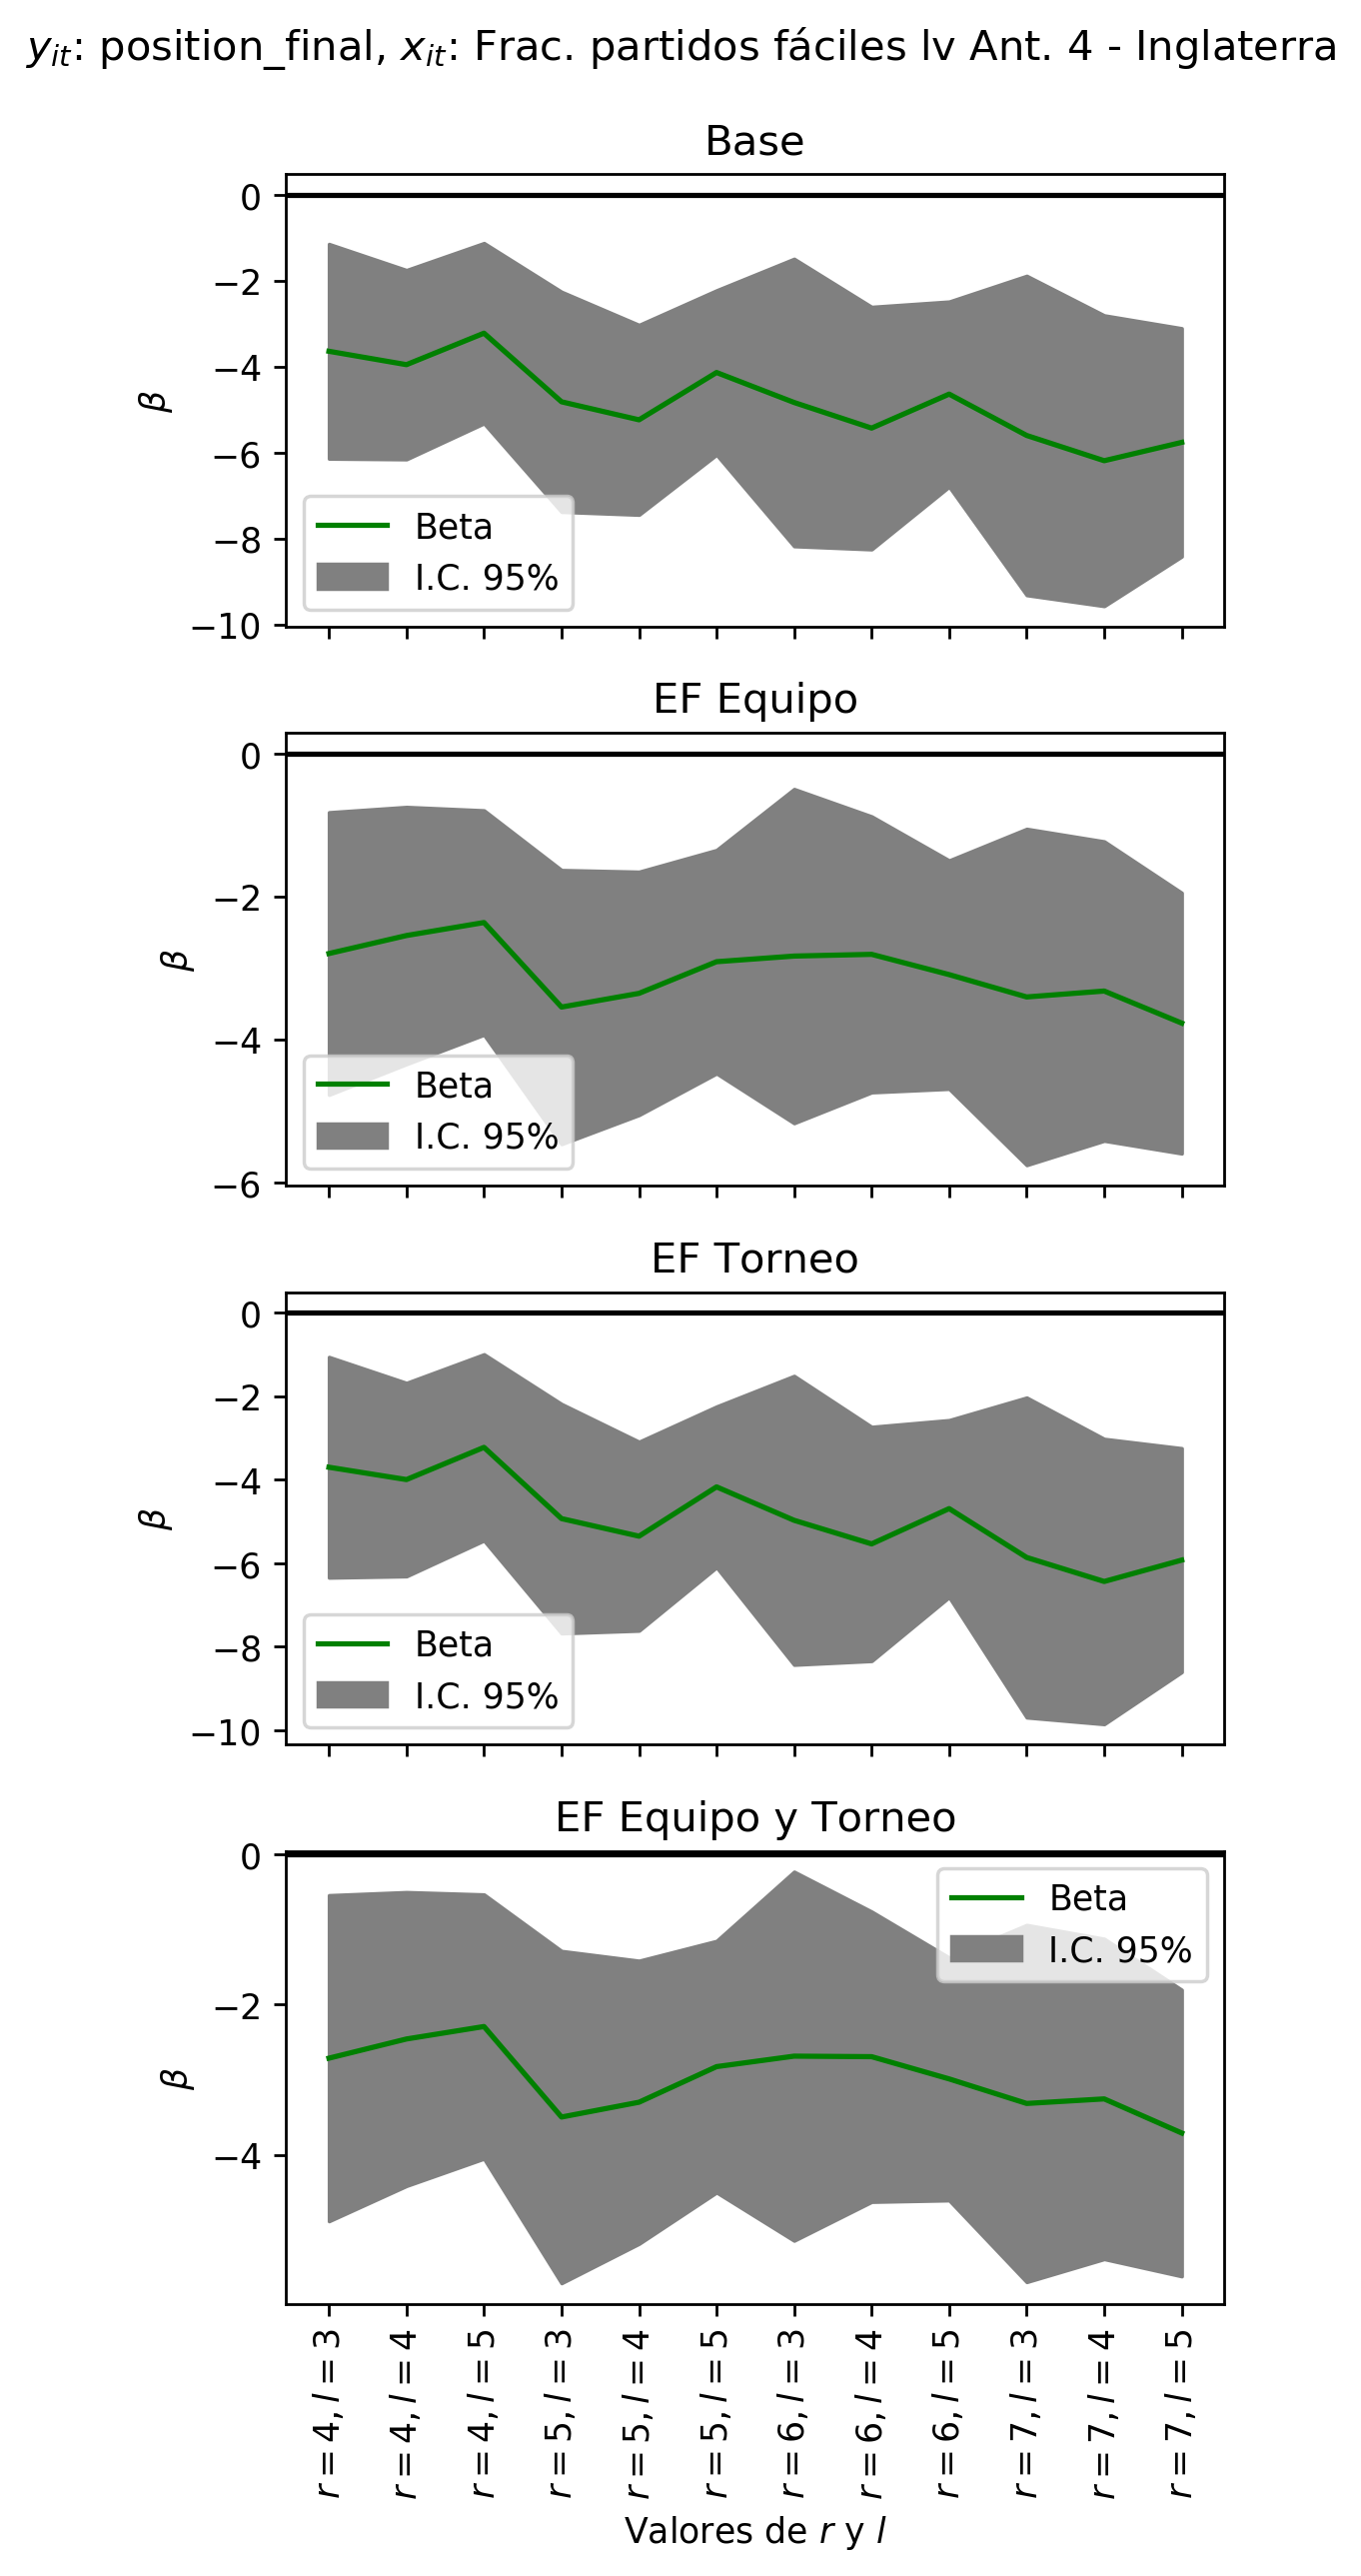 y_it: position_final, x_it: Frac. partidos fáciles lv Ant. 4 - Inglaterra
Base
0
−2
−4
−6
−8
−10
β
Beta
I.C. 95%
EF Equipo
0
−2
−4
−6
β
Beta
I.C. 95%
EF Torneo
0
−2
−4
−6
−8
−10
β
Beta
I.C. 95%
EF Equipo y Torneo
0
−2
−4
β
Beta
I.C. 95%
r = 4, l = 3
r = 4, l = 4
r = 4, l = 5
r = 5, l = 3
r = 5, l = 4
r = 5, l = 5
r = 6, l = 3
r = 6, l = 4
r = 6, l = 5
r = 7, l = 3
r = 7, l = 4
r = 7, l = 5
Valores de r y l